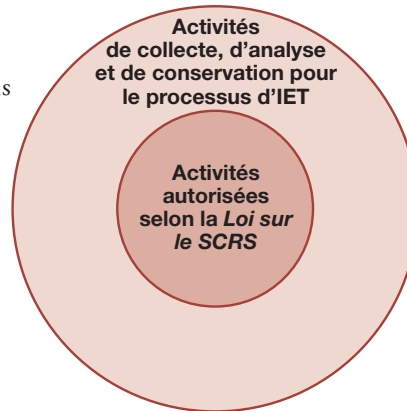 Activités
de collecte, d'analyse
et de conservation pour
le processus d'IET
Activités
autorisées
selon la Loi sur
le SCRS